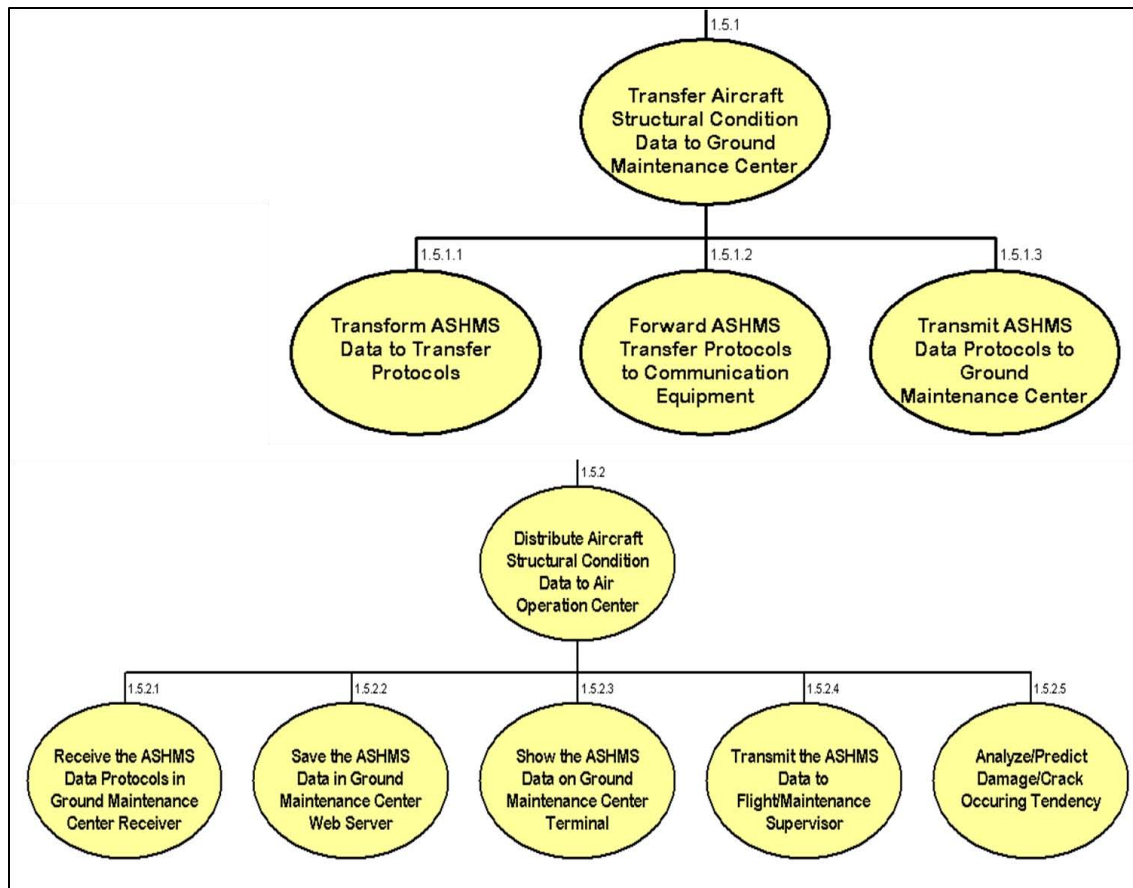 1.5.1
Transfer Aircraft
Structural Condition
Data to Ground
Maintenance Center
1.5.1.1
Transform ASHMS
Data to Transfer
Protocols
1.5.1.2
Forward ASHMS
Transfer Protocols
to Communication
Equipment
1.5.1.3
Transmit ASHMS
Data Protocols to
Ground
Maintenance Center
1.5.2
Distribute Aircraft
Structural Condition
Data to Air
Operation Center
1.5.2.1
Receive the ASHMS
Data Protocols in
Ground Maintenance
Center Receiver
1.5.2.2
Save the ASHMS
Data in Ground
Maintenance Center
Web Server
1.5.2.3
Show the ASHMS
Data on Ground
Maintenance Center
Terminal
1.5.2.4
Transmit the ASHMS
Data to
Flight/Maintenance
Supervisor
1.5.2.5
Analyze/Predict
Damage/Crack
Occuring Tendency